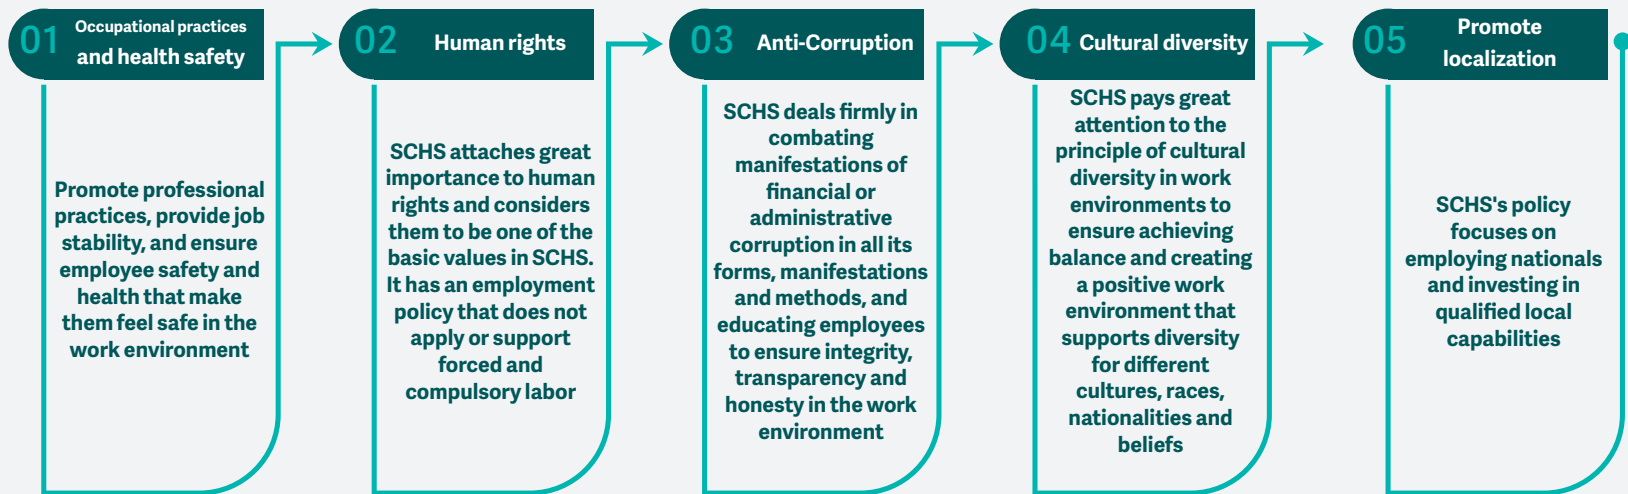 01
Occupational practices
and health safety
Promote professional
practices, provide job
stability, and ensure
employee safety and
health that make
them feel safe in the
work environment
02
Human rights
SCHS attaches great
importance to human
rights and considers
them to be one of the
basic values in SCHS.
It has an employment
policy that does not
apply or support
forced and
compulsory labor
03
Anti-Corruption
SCHS deals firmly in
combating
manifestations of
financial or
administrative
corruption in all its
forms, manifestations
and methods, and
educating employees
to ensure integrity,
transparency and
honesty in the work
environment
04
Cultural diversity
SCHS pays great
attention to the
principle of cultural
diversity in work
environments to
ensure achieving
balance and creating
a positive work
environment that
supports diversity
for different
cultures, races,
nationalities and
beliefs
05
Promote
localization
SCHS's policy
focuses on
employing nationals
and investing in
qualified local
capabilities